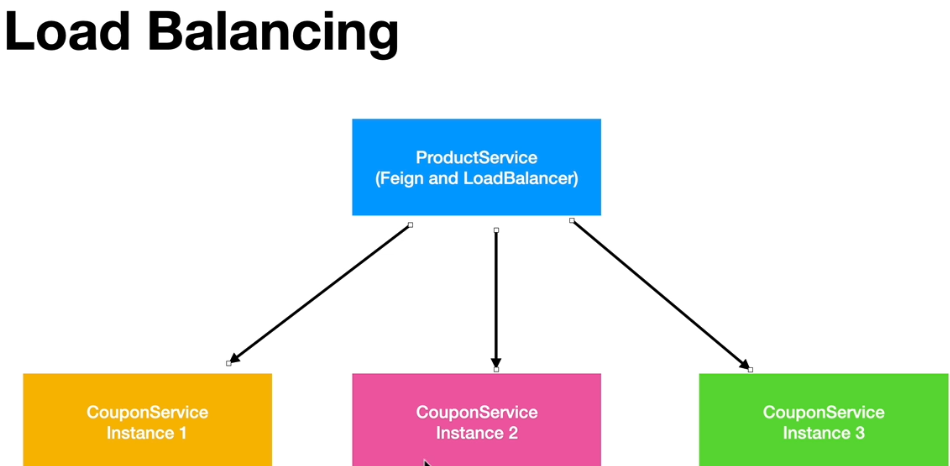 Load Balancing
ProductService
(Feign and LoadBalancer)
CouponService
Instance 1
CouponService
Instance 2
CouponService
Instance 3